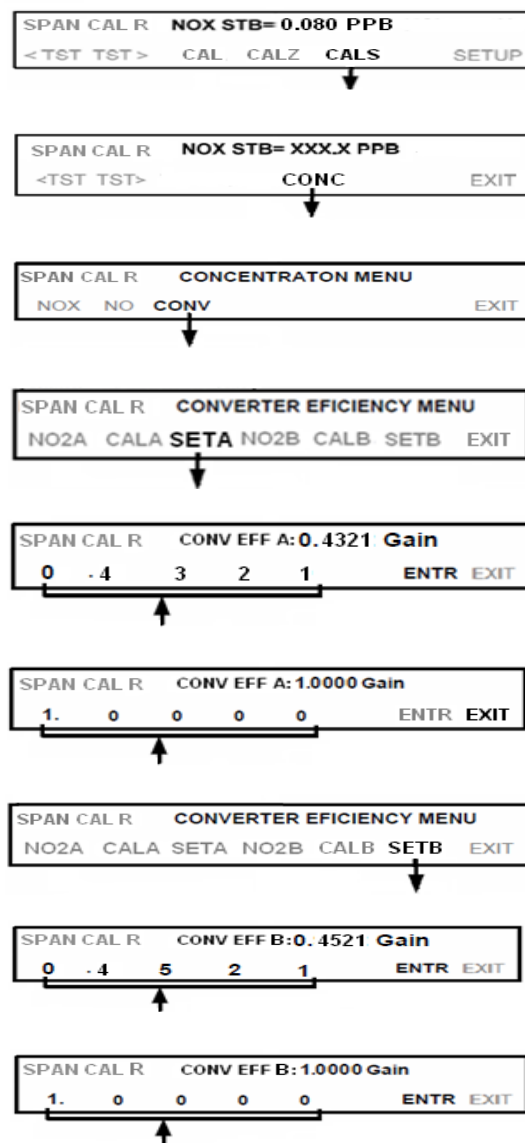 SPAN CAL R NOX STB= 0.080 PPB
<TST TST> CAL CALZ CALS SETUP
SPAN CAL R NOX STB= XXX.X PPB
<TST TST> CONC EXIT
SPAN CAL R CONCENTRATON MENU
NOX NO CONV EXIT
SPAN CAL R CONVERTER EFICIENCY MENU
NO2A CALA SETA NO2B CALB SETB EXIT
SPAN CAL R CONV EFF A: 0.4321 Gain
0 .4 3 2 1 ENTR EXIT
SPAN CAL R CONV EFF A: 1.0000 Gain
1. 0 0 0 0 ENTR EXIT
SPAN CAL R CONVERTER EFICIENCY MENU
NO2A CALA SETA NO2B CALB SETB EXIT
SPAN CAL R CONV EFF B:0.4521 Gain
0 .4 5 2 1 ENTR EXIT
SPAN CAL R CONV EFF B: 1.0000 Gain
1. 0 0 0 0 ENTR EXIT